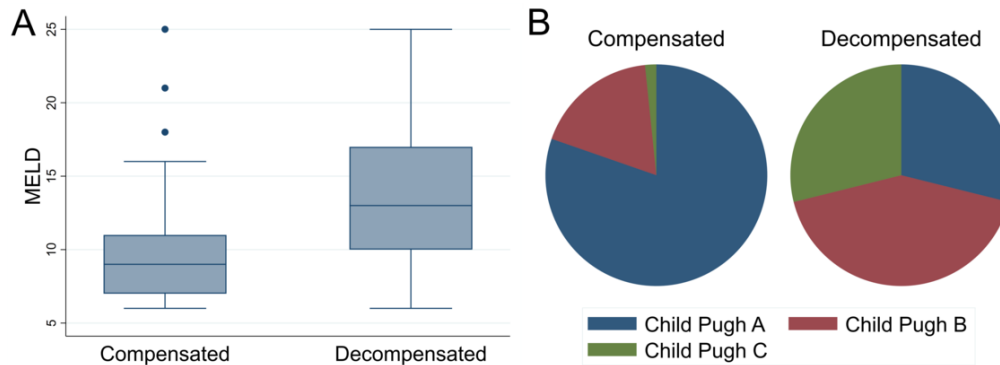 A
MELD
25
20
15
10
5
Compensated
Decompensated
B
Compensated
Decompensated
Child Pugh A
Child Pugh B
Child Pugh C